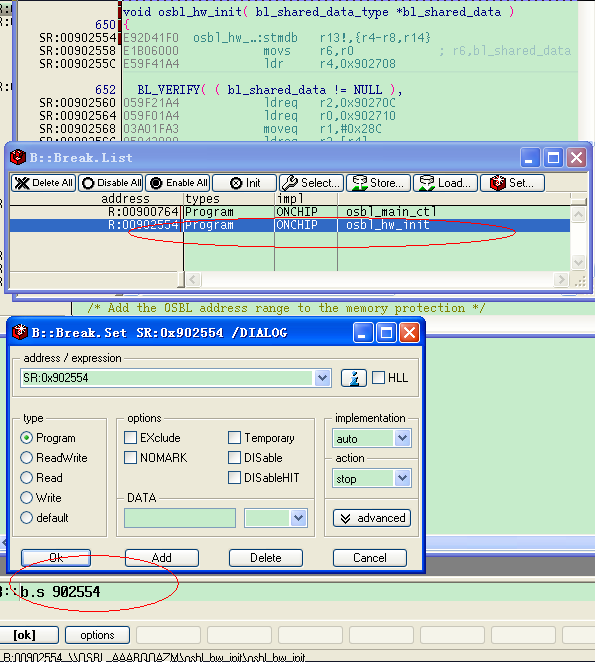 void osbl_hw_init( bl_shared_data_type *bl_shared_data )
650 {
SR:00902554 E92D41F0 osbl_hw_..:stmdb r13!,{r4-r8,r14}
SR:00902558 E1B06000 movs r6,r0 ; r6,bl_shared_data
SR:0090255C E59F41A4 ldr r4,0x902708
652 BL_VERIFY( ( bl_shared_data != NULL ),
SR:00902560 059F21A4 ldreq r2,0x90270C
SR:00902564 059F01A4 ldreq r0,0x902710
SR:00902568 03A01FA3 moveq r1,#0x28C
B::Break.List
Delete All Disable All Enable All Init Select... Store... Load... Set...
address types impl
R:00900764 Program ONCHIP osbl_main_ctl
R:00902554 Program ONCHIP osbl_hw_init
/* Add the OSBL address range to the memory protection */
B::Break.Set SR:0x902554 /DIALOG
address / expression
SR:0x902554 i HLL
type options implementation
Program EXclude Temporary auto
ReadWrite NOMARK DISable action
Read DISableHIT stop
Write DATA
default advanced
Ok Add Delete Cancel
B::b.s 902554
[ok] options